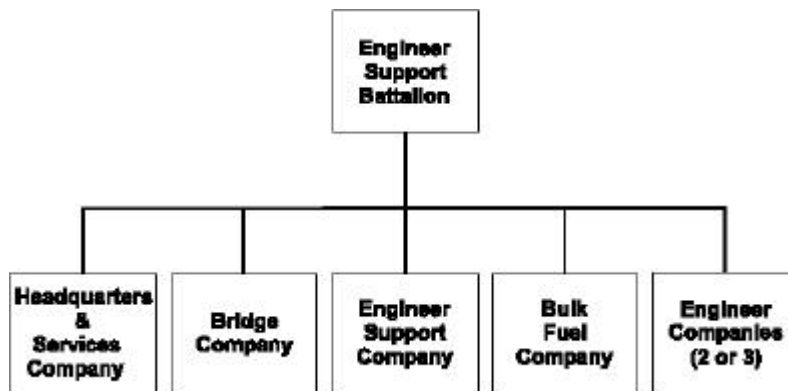 Engineer
Support
Battalion
Headquarters
&
Services
Company
Bridge
Company
Engineer
Support
Company
Bulk
Fuel
Company
Engineer
Companies
(2 or 3)